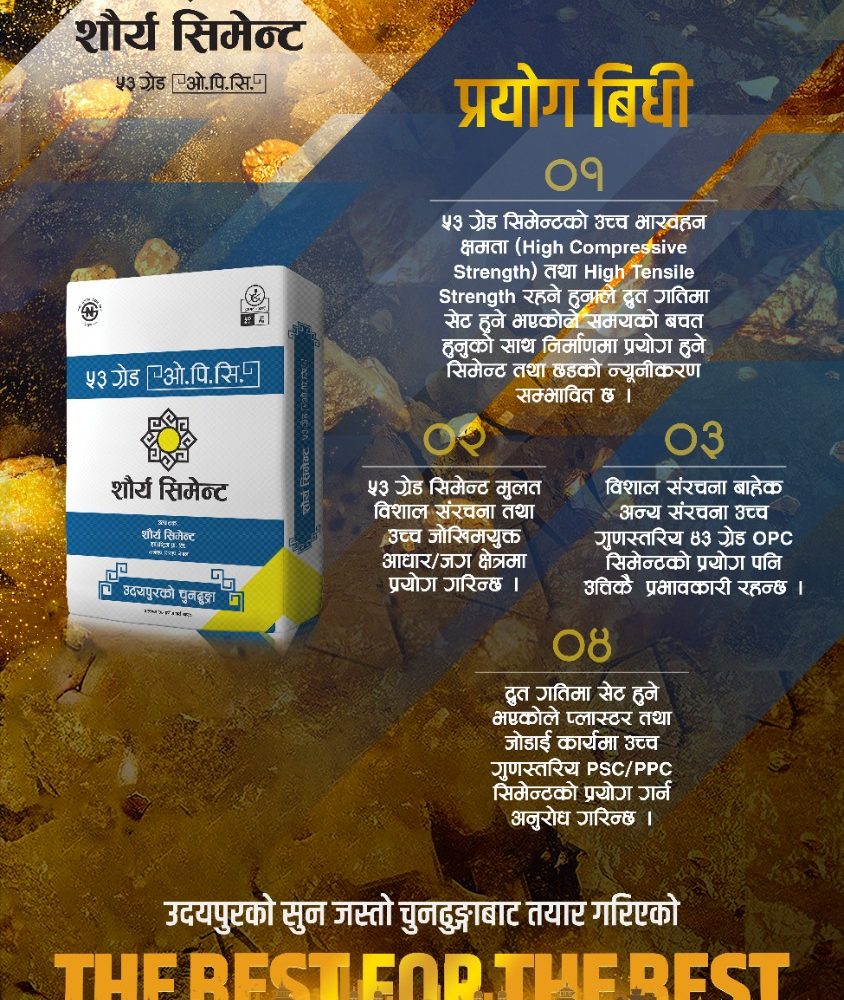 शौर्य सिमेन्ट
५३ ग्रेड ओ.पि.सि.
प्रयोग बिधी
०१
५३ ग्रेड सिमेन्टको उच्च भारवहन
क्षमता (High Compressive
Strength) तथा High Tensile
Strength रहने हुनाले द्रुत गतिमा
सेट हुने भएकोले समयको बचत
हुनुको साथ निर्माणमा प्रयोग हुने
सिमेन्ट तथा छडको न्यूनीकरण
सम्भावित छ ।
०२
५३ ग्रेड सिमेन्ट मुलत
विशाल संरचना तथा
उच्च जोखिमयुक्त
आधार/जग क्षेत्रमा
प्रयोग गरिन्छ ।
०३
विशाल संरचना बाहेक
अन्य संरचना उच्च
गुणस्तरिय ४३ ग्रेड OPC
सिमेन्टको प्रयोग पनि
उत्तिकै प्रभावकारी रहन्छ ।
०४
द्रुत गतिमा सेट हुने
भएकोले प्लास्टर तथा
जोडाई कार्यमा उच्च
गुणस्तरिय PSC/PPC
सिमेन्टको प्रयोग गर्न
अनुरोध गरिन्छ ।
५३ ग्रेड ओ.पि.सि.
शौर्य सिमेन्ट
शौर्य सिमेन्ट
उदयपुरको चुनढुङ्गा
शौर्य सिमेन्ट ५३ ग्रेड ओ.पि.सि.
उदयपुरको सुन जस्तो चुनढुङ्गाबाट तयार गरिएको
THE BEST FOR THE BEST